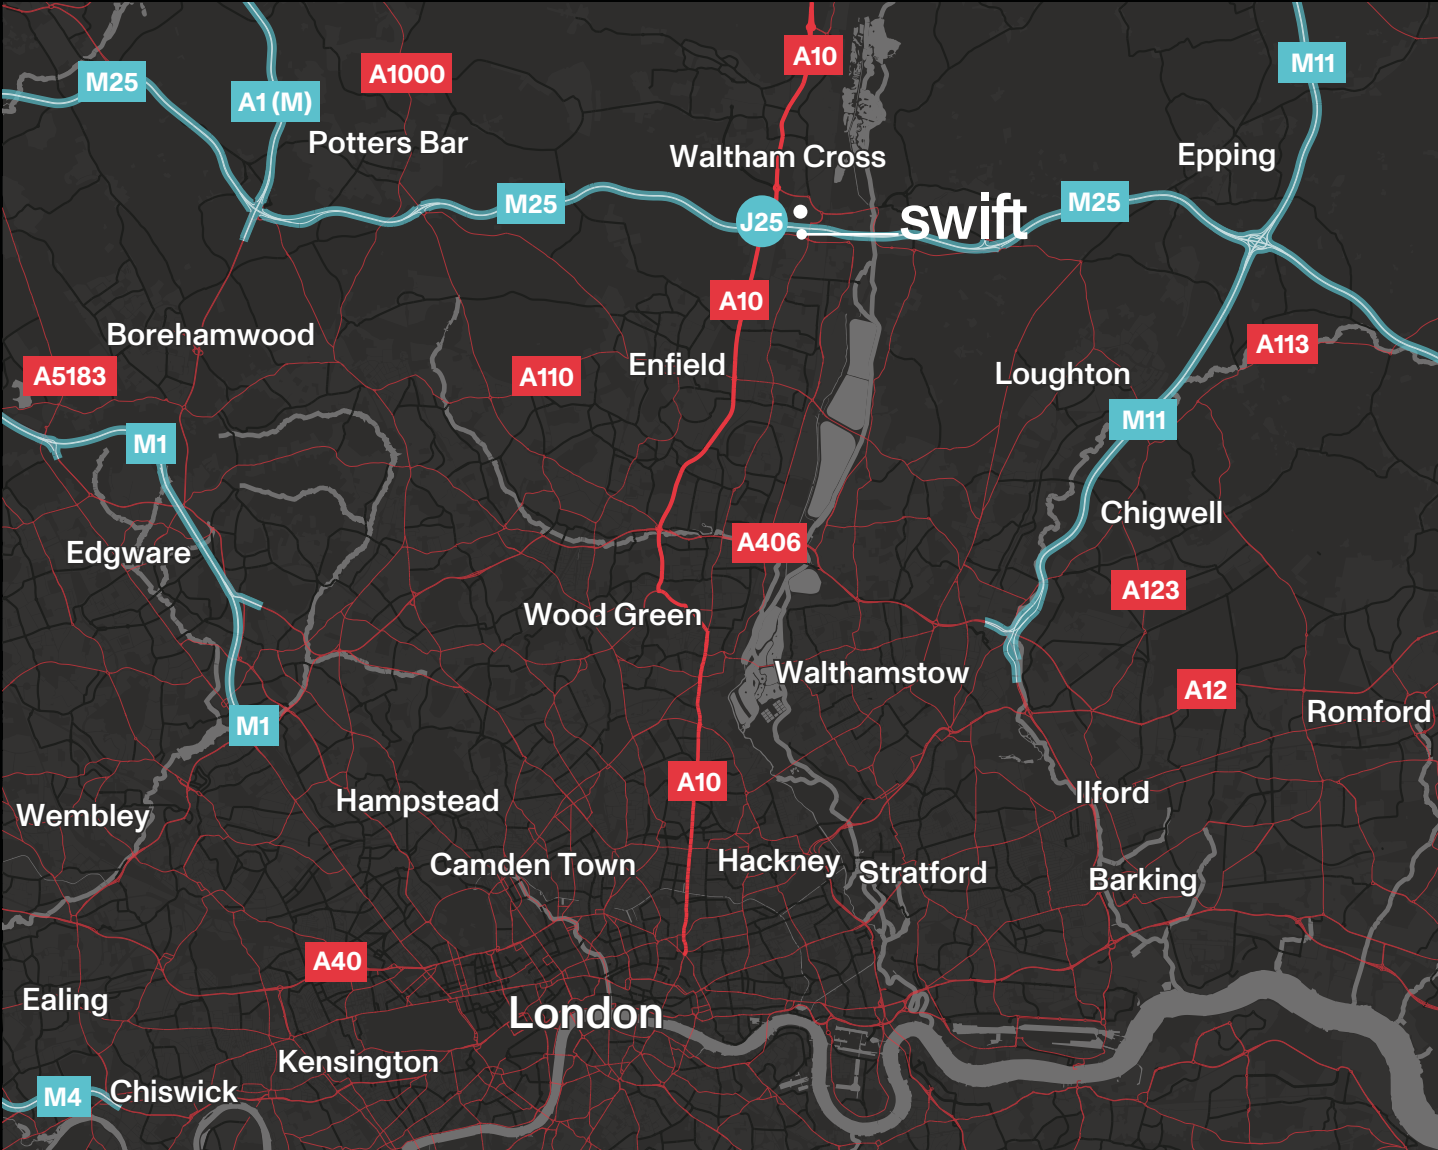 A10
M11
A1000
M25
A1 (M)
Potters Bar
Waltham Cross
Epping
M25
M25
J25
swift
A10
Borehamwood
A113
Enfield
A5183
A110
Loughton
M11
M1
Chigwell
A406
Edgware
A123
Wood Green
Walthamstow
A12
Romford
M1
A10
Ilford
Hampstead
Wembley
Camden Town
Hackney
Stratford
Barking
A40
Ealing
London
Kensington
M4
Chiswick